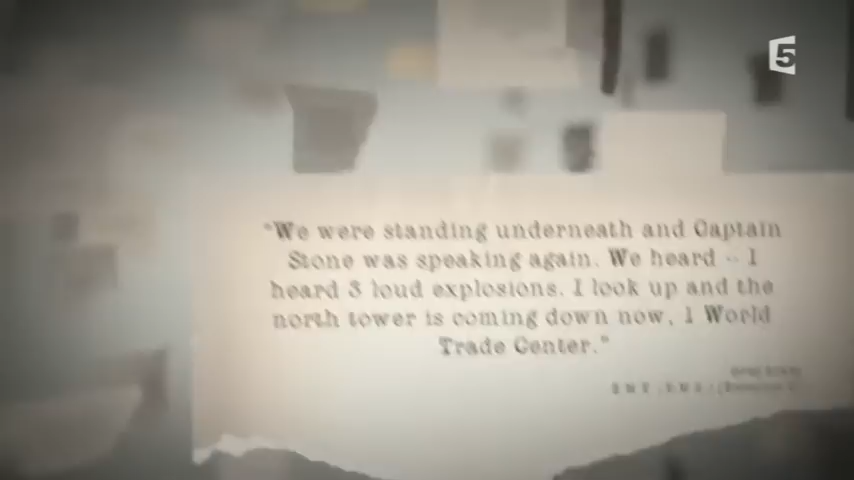 5
"We were standing underneath and Captain
Stone was speaking again. We heard -- I
heard 3 loud explosions. I look up and the
north tower is coming down now, 1 World
Trade Center."